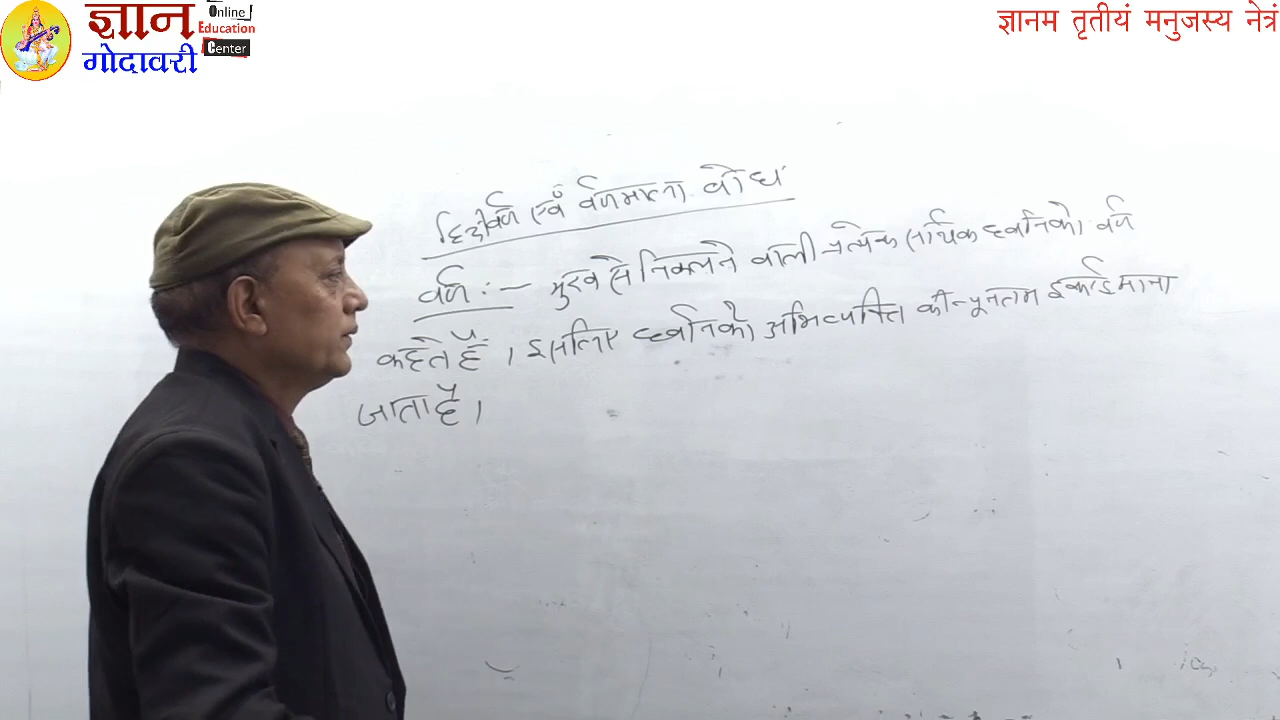 ज्ञान
Online
Education
Center
गोदावरी
ज्ञानम तृतीयं मनुजस्य नेत्रं
हिन्दी वर्ण एवं वर्णमाला बोध
वर्ण :- मुख से निकलने वाली प्रत्येक सार्थक ध्वनि को वर्ण
कहते हैं । इसलिए ध्वनि को अभिव्यक्ति की न्यूनतम इकाई माना
जाता है ।